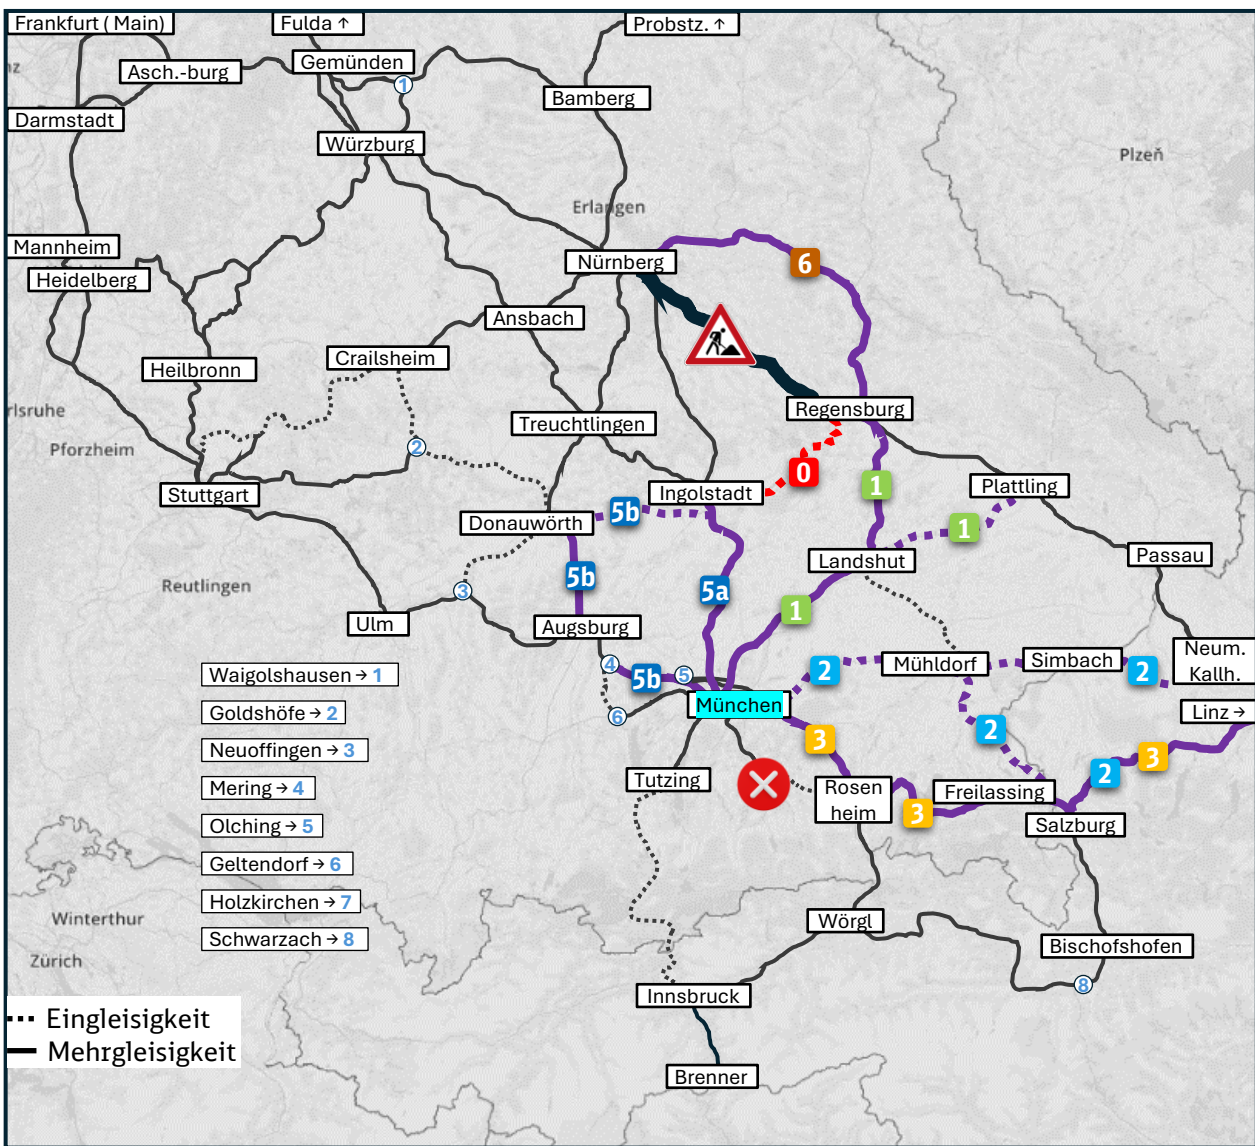 Frankfurt ( Main)
Fulda ↑
Probstz. ↑
nz
Asch.-burg
Gemünden
1
Bamberg
Darmstadt
Würzburg
Plzeň
Erlangen
Mannheim
Nürnberg
6
Heidelberg
Ansbach
Crailsheim
Heilbronn
rlsruhe
Regensburg
Treuchtlingen
Pforzheim
2
0
1
Plattling
Stuttgart
Ingolstadt
5b
Donauwörth
1
Passau
Landshut
Reutlingen
5b
5a
3
1
Ulm
Augsburg
Neum.
Kallh.
Waigolshausen → 1
4
5b
5
2
Mühldorf
Simbach
2
München
Linz →
Goldshöfe → 2
6
3
2
Neuoffingen → 3
3
2
Tutzing
Mering → 4
Rosen
heim
Freilassing
3
Olching → 5
Salzburg
Geltendorf → 6
Holzkirchen → 7
Winterthur
Wörgl
Schwarzach → 8
Bischofshofen
Zürich
8
Innsbruck
Eingleisigkeit
Mehrgleisigkeit
Brenner